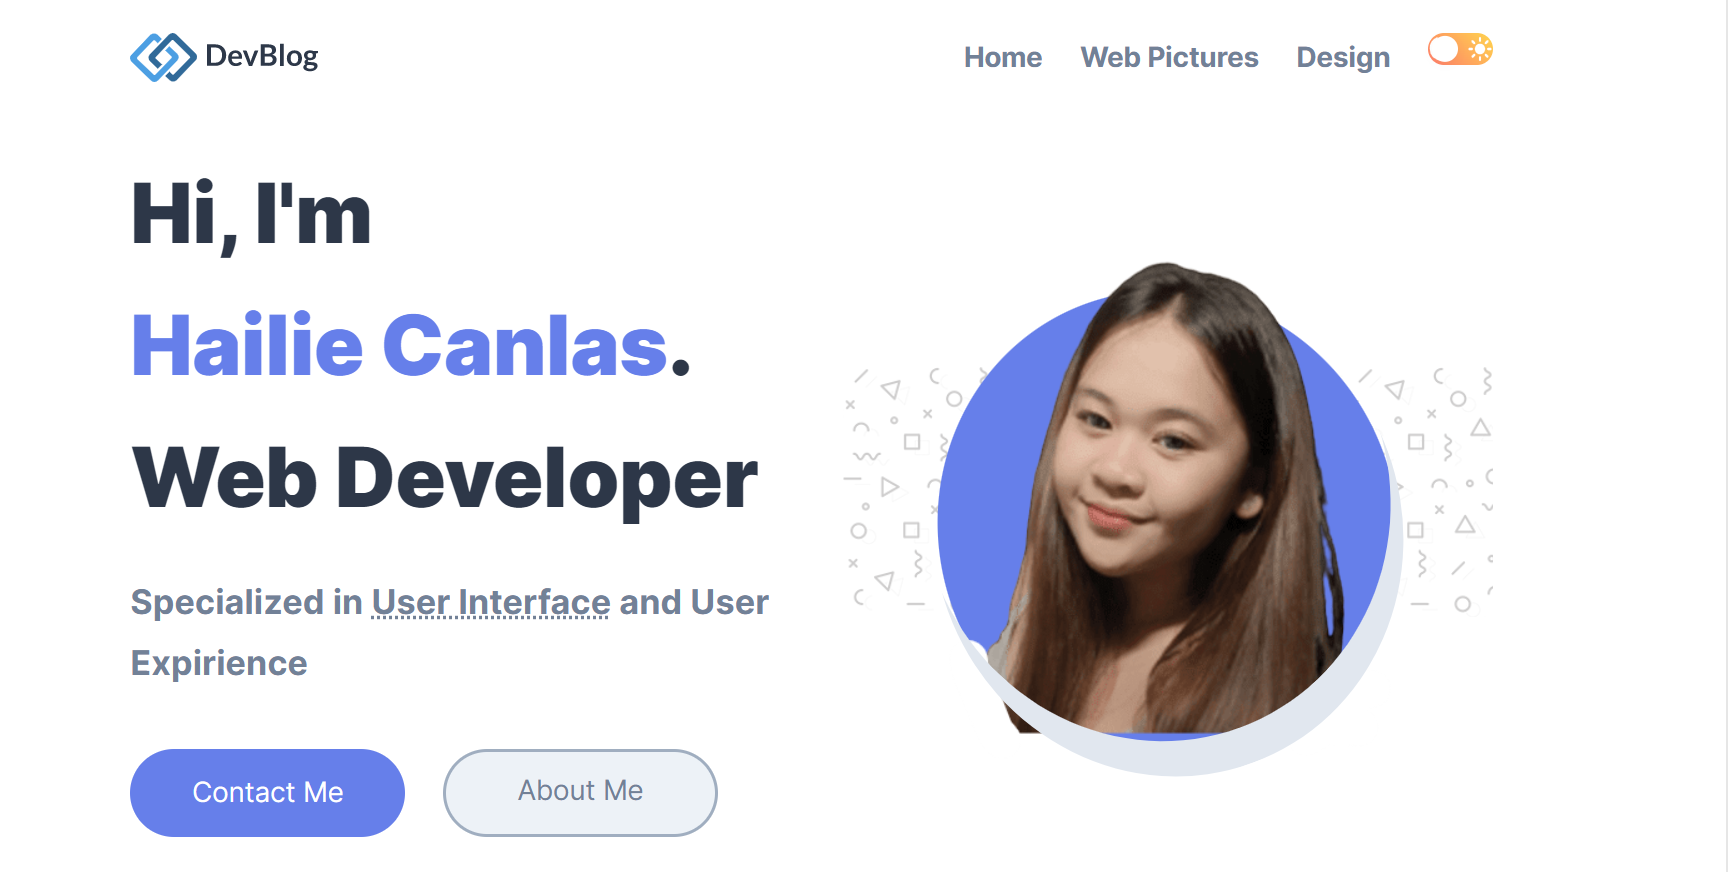 DevBlog
Home
Web Pictures
Design
Hi, I'm
Hailie Canlas.
Web Developer
Specialized in User Interface and User
Expirience
Contact Me
About Me